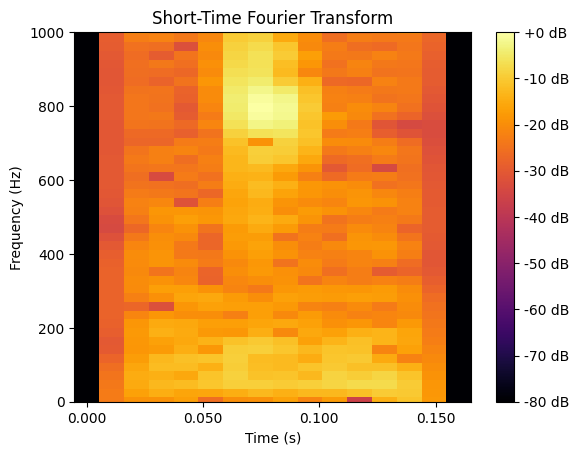 Short-Time Fourier Transform
1000
800
600
400
200
0
Frequency (Hz)
0.000
0.050
0.100
0.150
Time (s)
+0 dB
-10 dB
-20 dB
-30 dB
-40 dB
-50 dB
-60 dB
-70 dB
-80 dB